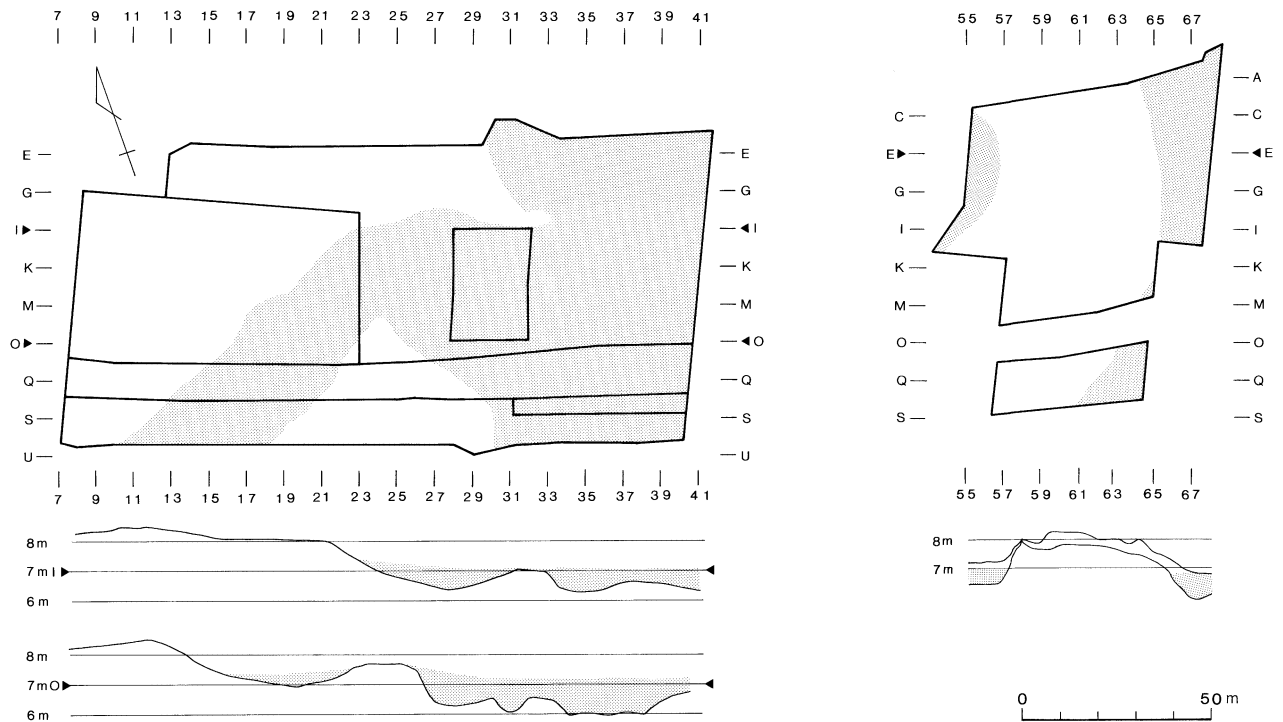 7 9 11 13 15 17 19 21 23 25 27 29 31 33 35 37 39 41
55 57 59 61 63 65 67
A
C C
E E
E E
G G
G G
I I
I I
K K
K K
M M
M M
O O
O O
Q Q
Q Q
S S
S S
U U
55 57 59 61 63 65 67
7 9 11 13 15 17 19 21 23 25 27 29 31 33 35 37 39 41
8 m
7 m I
6 m
8 m
7 m
8 m
7 m O
6 m
0 50 m